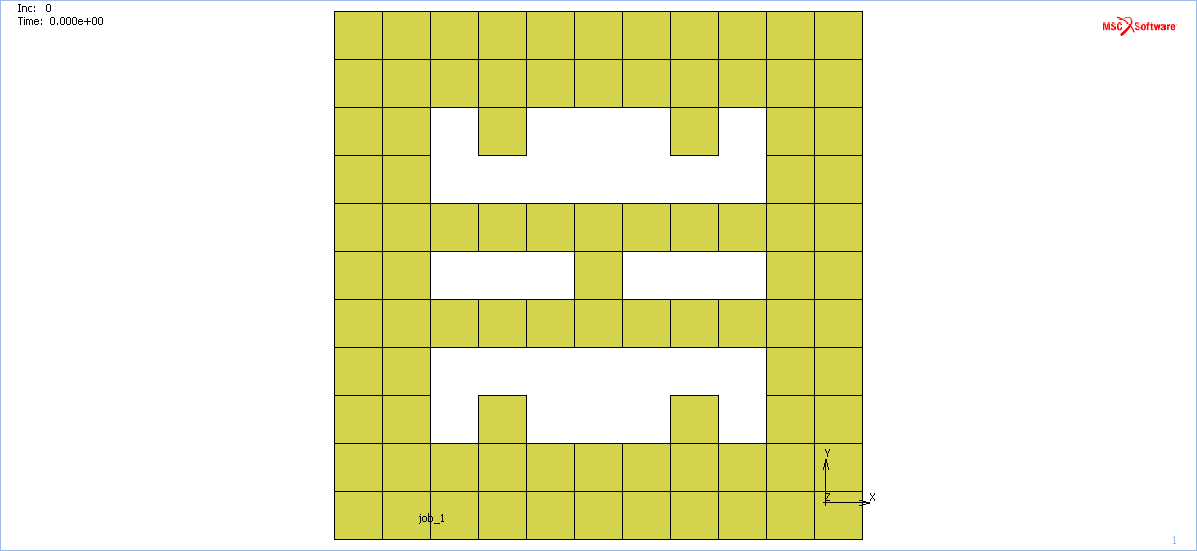 Inc: 0
Time: 0.000e+00
MSC Software
Y
Z X
job_1
1